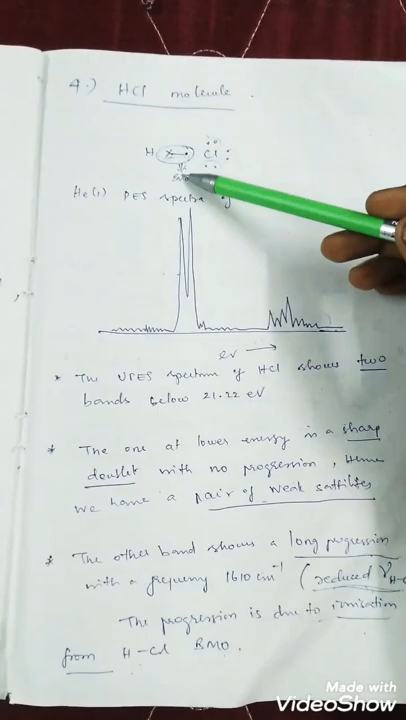 4.) HCl molecule.
H Cl
BMO
He(I) PES spectra of
eV →
* The UPES spectrum of HCl shows two
bands below 21.22 eV
* The one at lower energy is a sharp
doublet with no progression, Hence
we have a pair of weak satellites
* The other band shows a long progression
with a frequency 1610 cm⁻¹ (reduced ν H-C
The progression is due to ionisation
from H-Cl BMO.
Made with
VideoShow